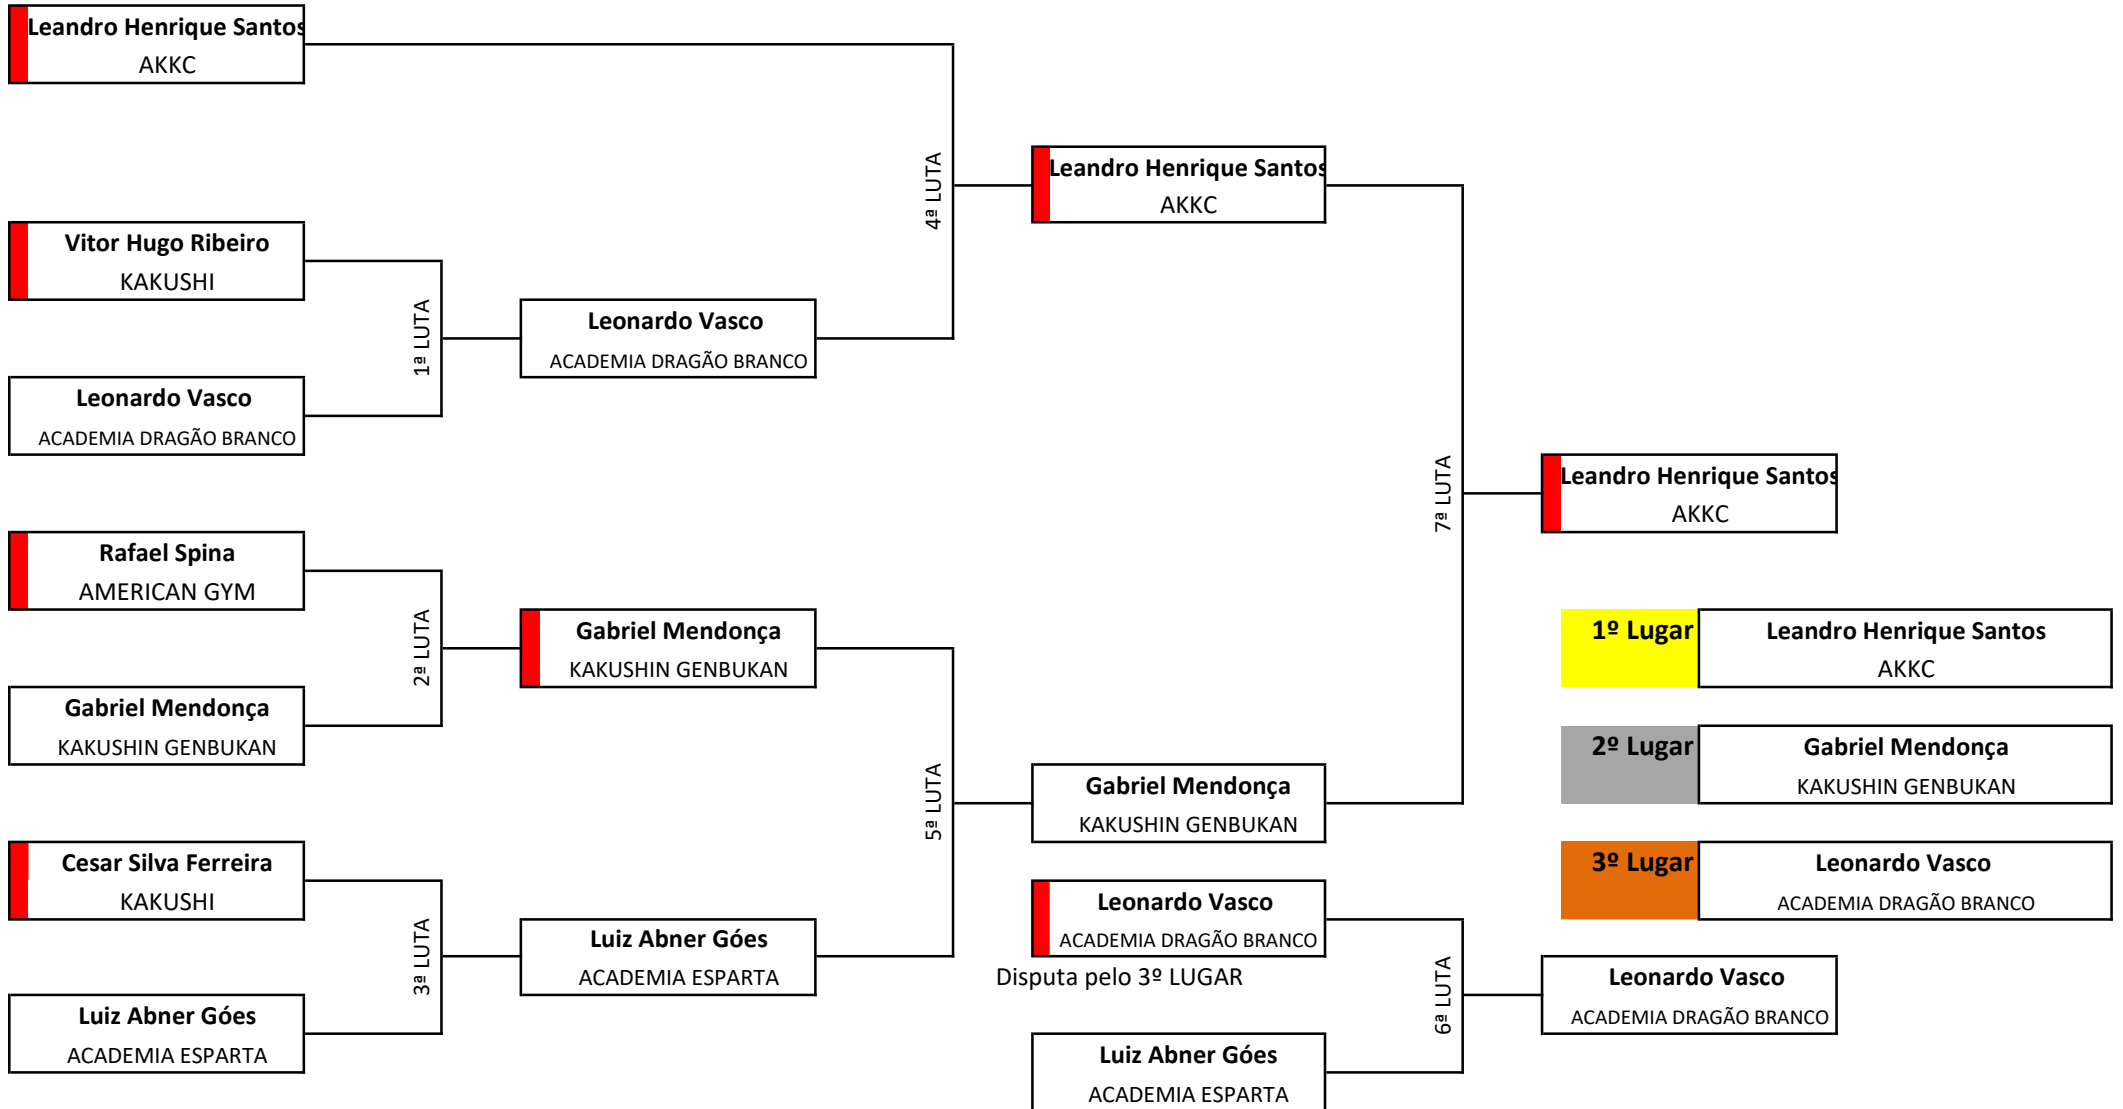 Leandro Henrique Santos
AKKC
4ª LUTA
Leandro Henrique Santos
AKKC
Vitor Hugo Ribeiro
KAKUSHI
1ª LUTA
Leonardo Vasco
ACADEMIA DRAGÃO BRANCO
Leonardo Vasco
ACADEMIA DRAGÃO BRANCO
7ª LUTA
Leandro Henrique Santos
AKKC
Rafael Spina
AMERICAN GYM
2ª LUTA
Gabriel Mendonça
KAKUSHIN GENBUKAN
1º Lugar
Leandro Henrique Santos
AKKC
Gabriel Mendonça
KAKUSHIN GENBUKAN
2º Lugar
Gabriel Mendonça
KAKUSHIN GENBUKAN
5ª LUTA
Gabriel Mendonça
KAKUSHIN GENBUKAN
Cesar Silva Ferreira
KAKUSHI
3º Lugar
Leonardo Vasco
ACADEMIA DRAGÃO BRANCO
3ª LUTA
Luiz Abner Góes
ACADEMIA ESPARTA
Leonardo Vasco
ACADEMIA DRAGÃO BRANCO
Disputa pelo 3º LUGAR
6ª LUTA
Leonardo Vasco
ACADEMIA DRAGÃO BRANCO
Luiz Abner Góes
ACADEMIA ESPARTA
Luiz Abner Góes
ACADEMIA ESPARTA